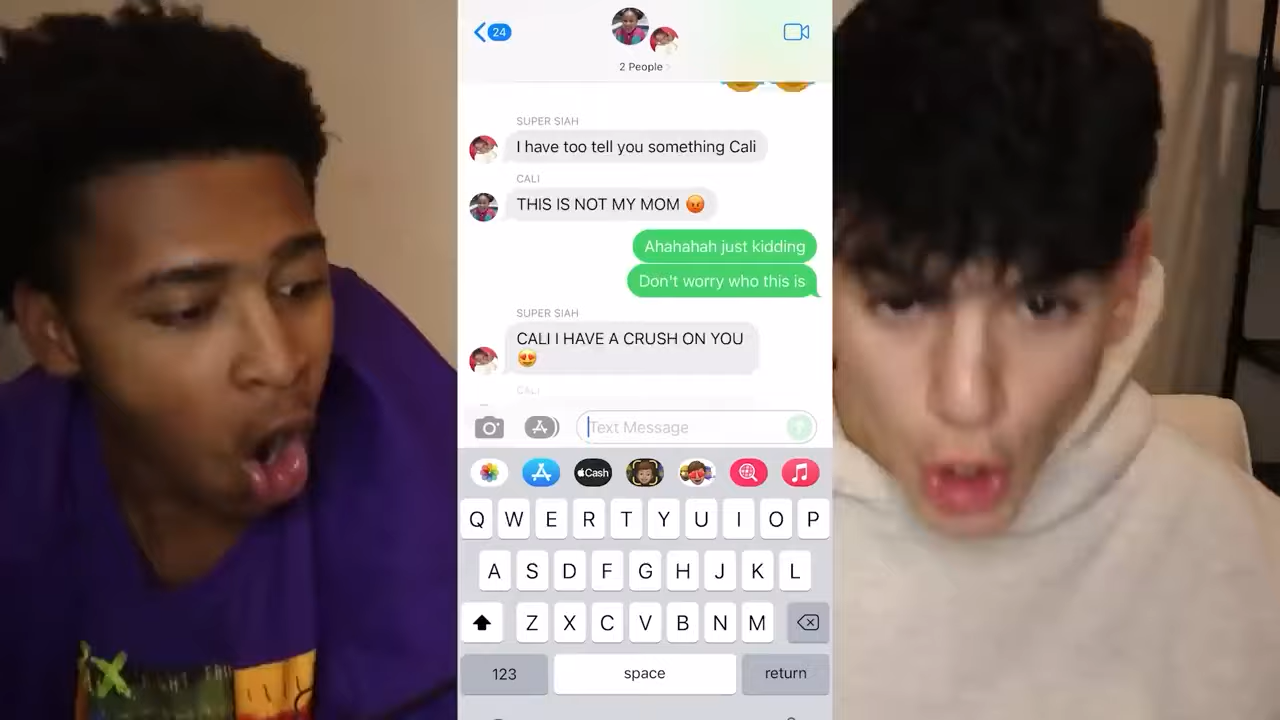 24
2 People
SUPER SIAH
I have too tell you something Cali
CALI
THIS IS NOT MY MOM 😡
Ahahahah just kidding
Don't worry who this is
SUPER SIAH
CALI I HAVE A CRUSH ON YOU
😍
CALI
Text Message
Cash
Q W E R T Y U I O P
A S D F G H J K L
Z X C V B N M
123 space return